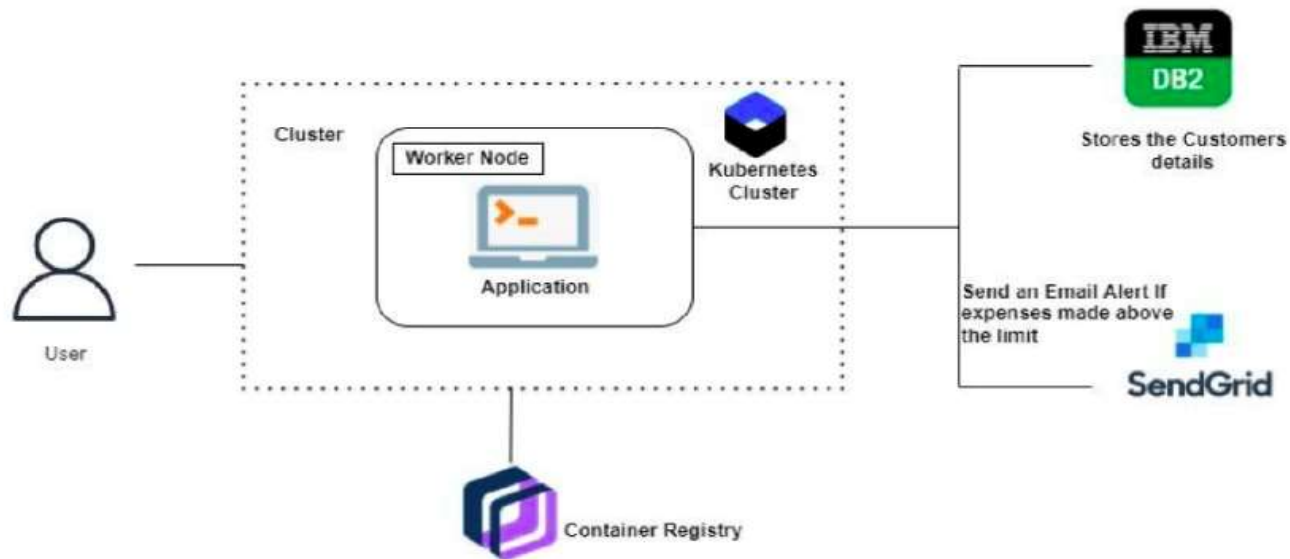 IBM
DB2
Stores the Customers
details
Cluster
Worker Node
Kubernetes
Cluster
Application
User
Send an Email Alert If
expenses made above
the limit
SendGrid
Container Registry